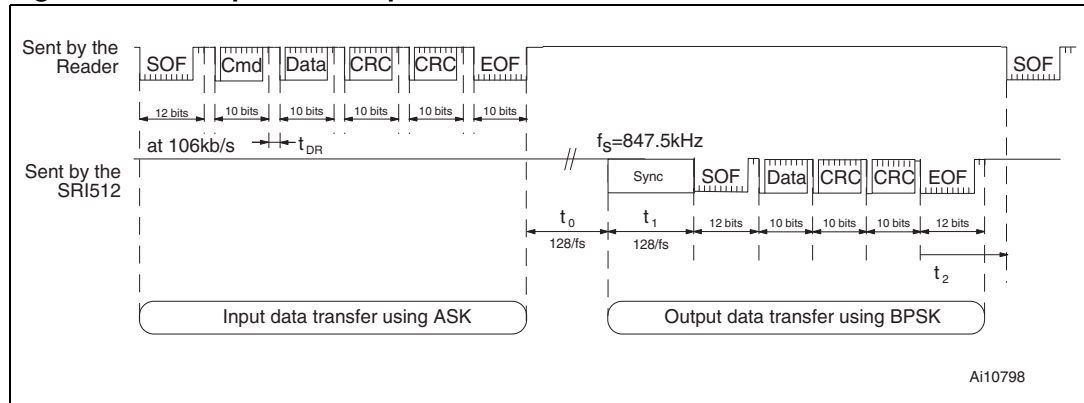 Sent by the Reader
SOF Cmd Data CRC CRC EOF SOF
12 bits 10 bits 10 bits 10 bits 10 bits 10 bits
at 106kb/s tDR fs=847.5kHz
Sent by the SRI512
Sync SOF Data CRC CRC EOF
t0 t1 12 bits 10 bits 10 bits 10 bits 12 bits
128/fs 128/fs
t2
Input data transfer using ASK Output data transfer using BPSK
Ai10798